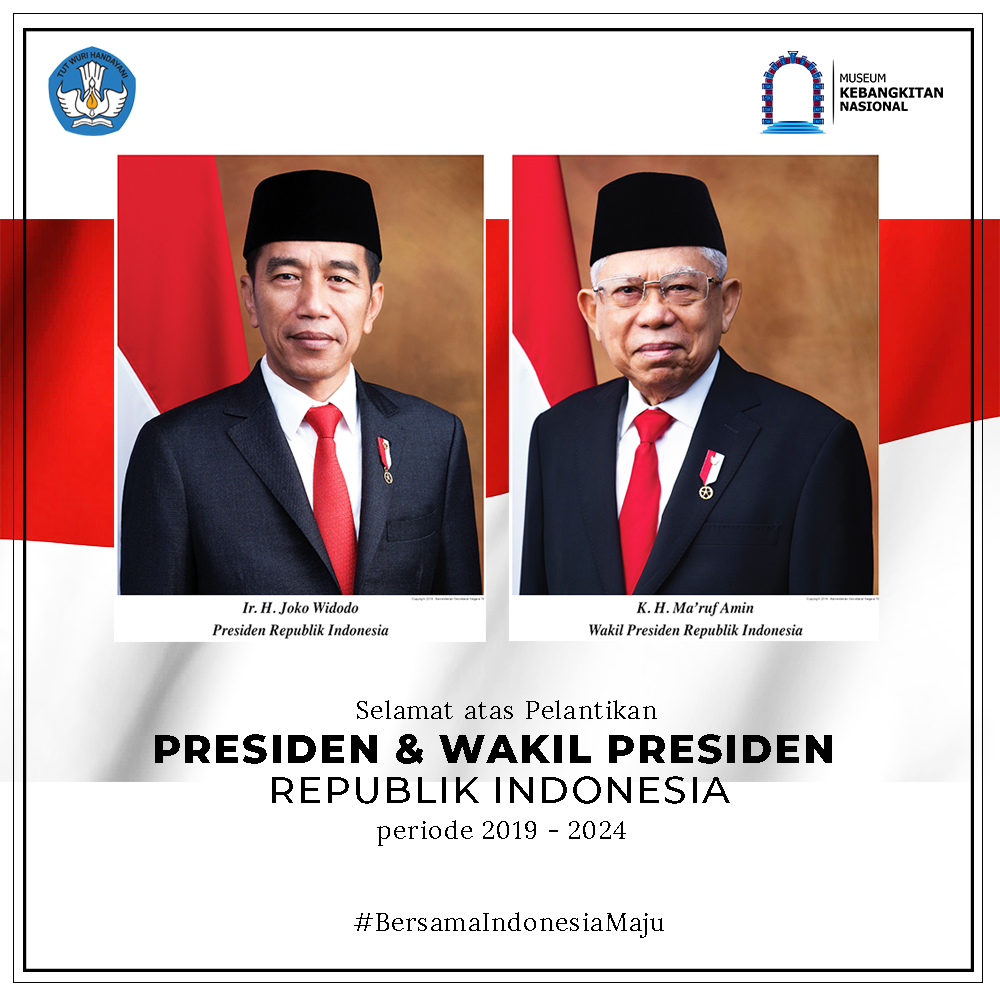 TUT WURI HANDAYANI
MUSEUM
KEBANGKITAN
NASIONAL
Ir. H. Joko Widodo
Presiden Republik Indonesia
K. H. Ma'ruf Amin
Wakil Presiden Republik Indonesia
Selamat atas Pelantikan
PRESIDEN & WAKIL PRESIDEN
REPUBLIK INDONESIA
periode 2019 - 2024
#BersamaIndonesiaMaju